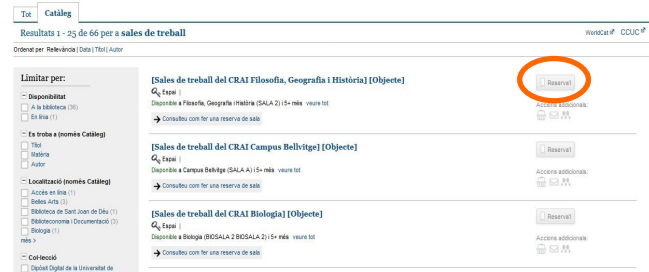 Tot Catàleg
Resultats 1 - 25 de 66 per a sales de treball WorldCat CCUC
Ordenat per Rellevància | Data | Títol | Autor
Limitar per:
Disponibilitat
A la biblioteca (38)
En línia (1)
Es troba a (només Catàleg)
Títol
Matèria
Autor
Localització (només Catàleg)
Accés en línia (1)
Belles Arts (3)
Biblioteca de Sant Joan de Déu (1)
Biblioteconomia i Documentació (3)
Biologia (1)
més >
Col·lecció
Dipòsit Digital de la Universitat de
[Sales de treball del CRAI Filosofia, Geografia i Història] [Objecte]
Espai |
Disponible a Filosofia, Geografia i Història (SALA 2) i 5+ més veure tot
Consulteu com fer una reserva de sala
Reserva'l
Accions addicionals:
[Sales de treball del CRAI Campus Bellvitge] [Objecte]
Espai |
Disponible a Campus Bellvitge (SALA A) i 5+ més veure tot
Consulteu com fer una reserva de sala
Reserva'l
Accions addicionals:
[Sales de treball del CRAI Biologia] [Objecte]
Espai |
Disponible a Biologia (BIOSALA 2 BIOSALA 2) i 5+ més veure tot
Consulteu com fer una reserva de sala
Reserva'l
Accions addicionals: